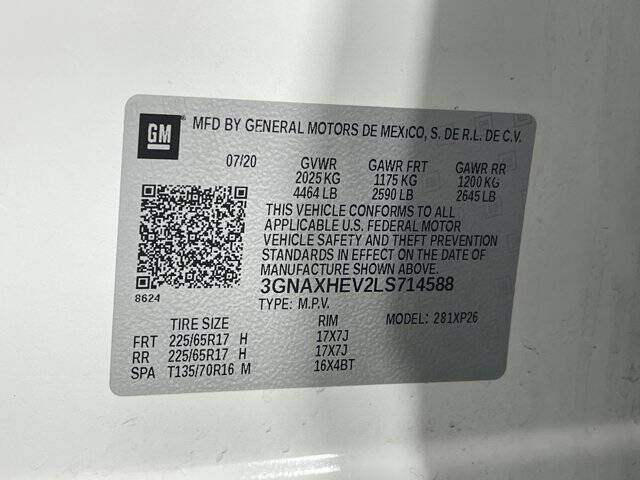 GM MFD BY GENERAL MOTORS DE MEXICO, S. DE R.L. DE C.V.
07/20 GVWR GAWR FRT GAWR RR
2025 KG 1175 KG 1200 KG
4464 LB 2590 LB 2645 LB
THIS VEHICLE CONFORMS TO ALL
APPLICABLE U.S. FEDERAL MOTOR
VEHICLE SAFETY AND THEFT PREVENTION
STANDARDS IN EFFECT ON THE DATE OF
MANUFACTURE SHOWN ABOVE.
3GNAXHEV2LS714588
8624 TYPE: M.P.V.
TIRE SIZE RIM MODEL: 281XP26
FRT 225/65R17 H 17X7J
RR 225/65R17 H 17X7J
SPA T135/70R16 M 16X4BT